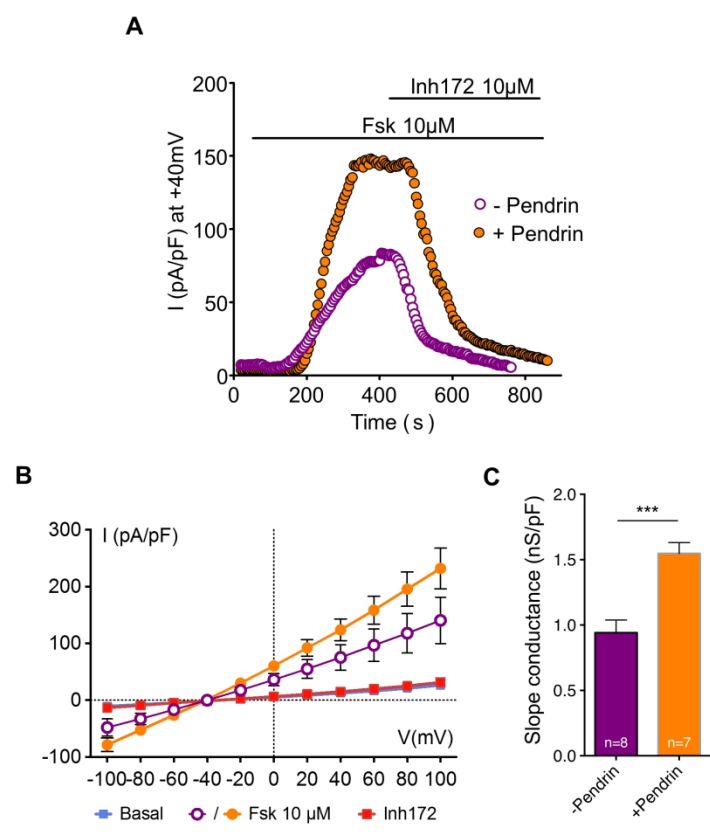 A
200
150
100
50
0
I (pA/pF) at +40mV
Inh172 10µM
Fsk 10µM
- Pendrin
+ Pendrin
0 200 400 600 800
Time (s)
B
I (pA/pF)
300
200
100
0
-100
V(mV)
-100 -80 -60 -40 -20 0 20 40 60 80 100
Basal / Fsk 10 µM Inh172
C
Slope conductance (nS/pF)
2.0
1.5
1.0
0.5
0.0
***
n=8 n=7
-Pendrin +Pendrin